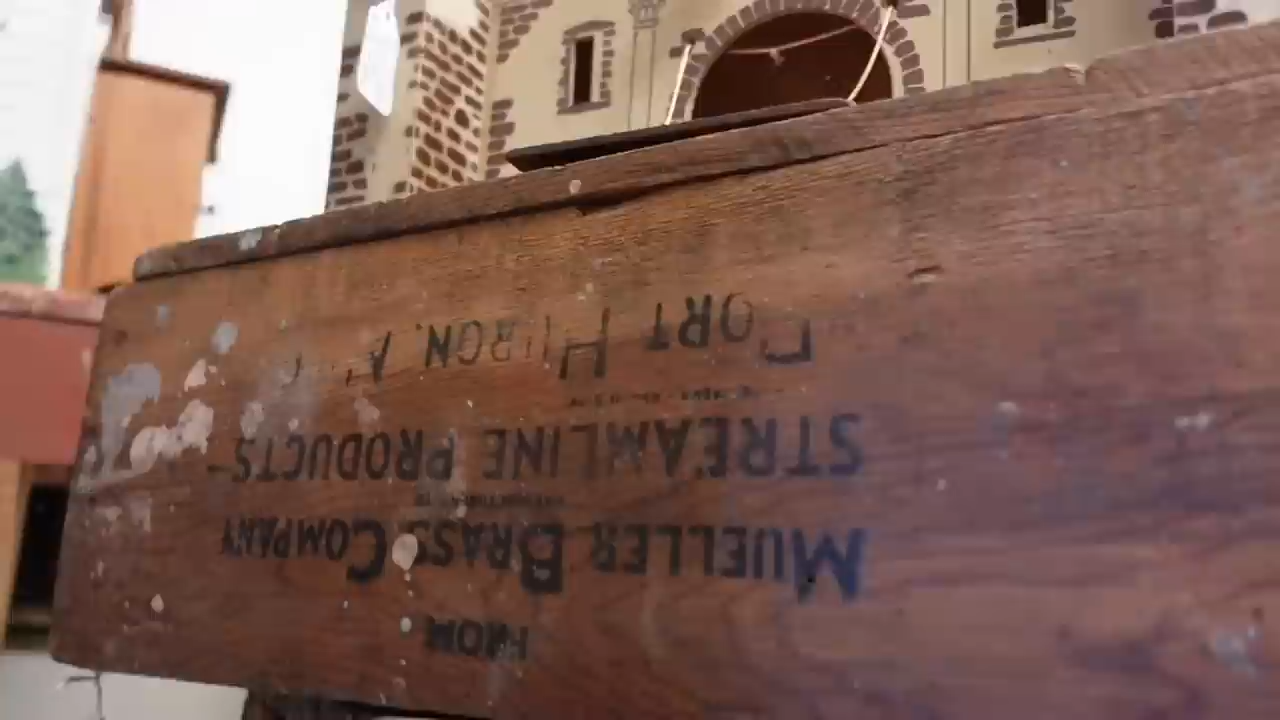 FROM
MUELLER BRASS COMPANY
STREAMLINE PRODUCTS
PORT HURON,